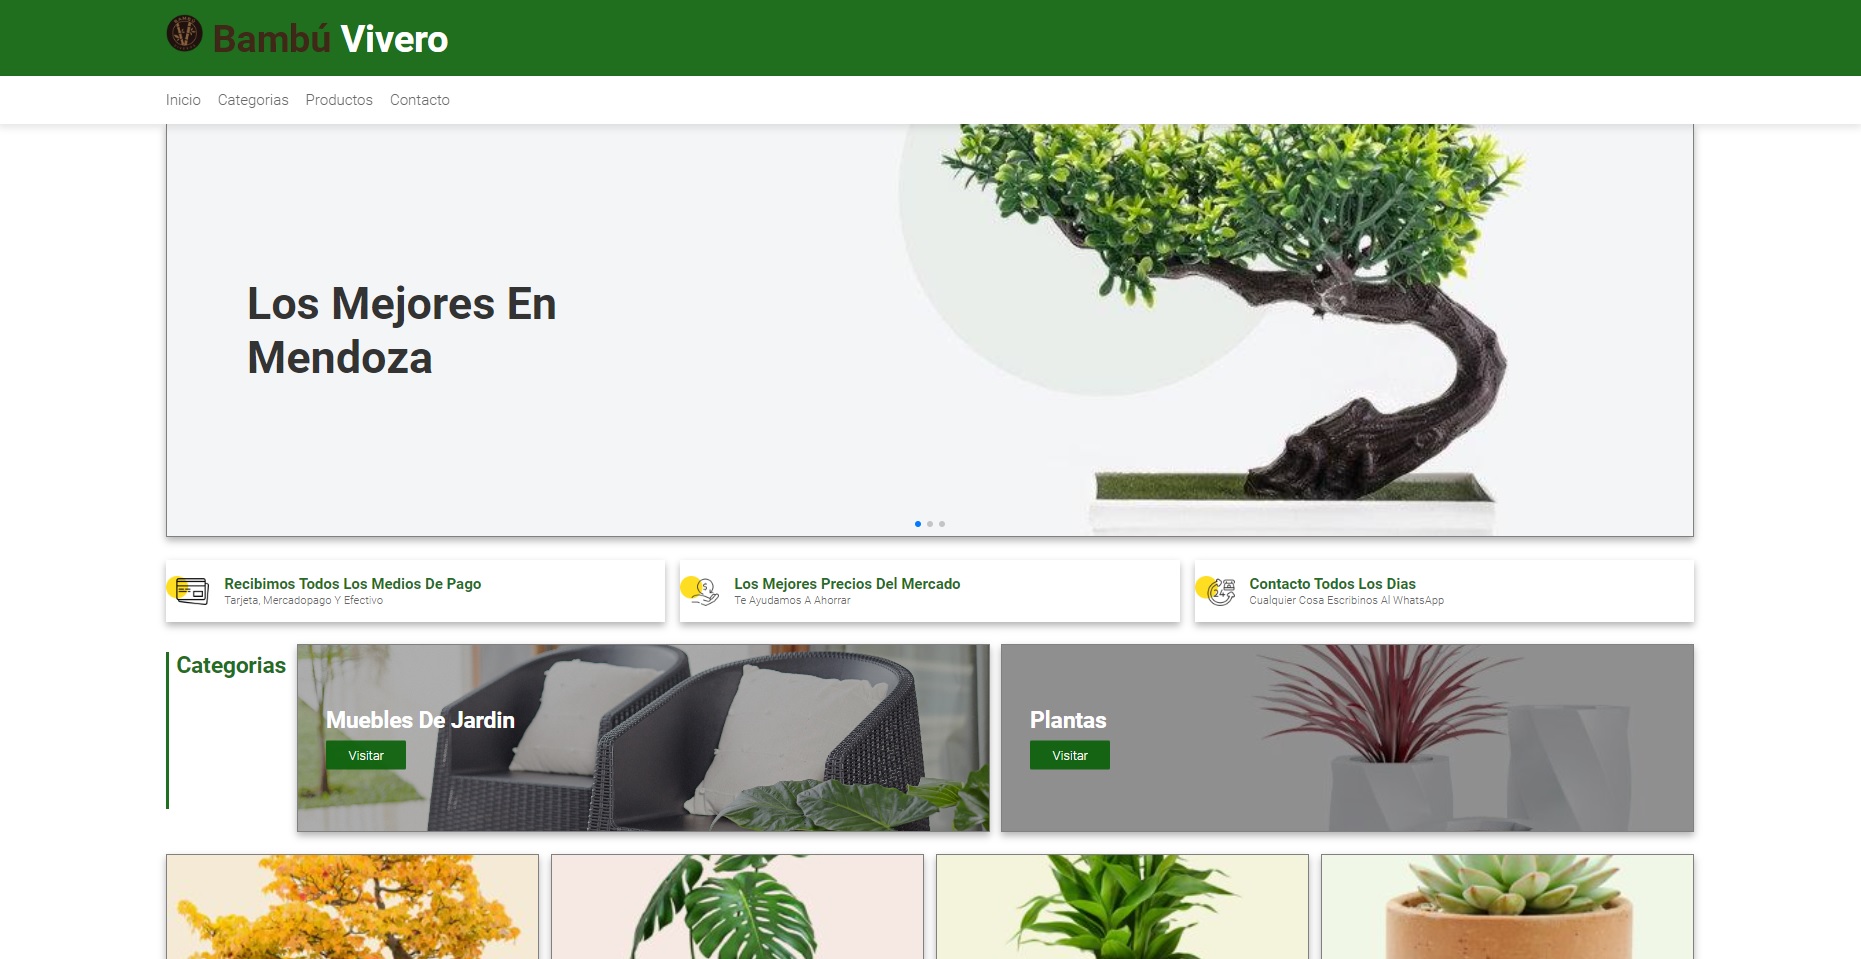 Bambú Vivero
Inicio Categorias Productos Contacto
Los Mejores En
Mendoza
Recibimos Todos Los Medios De Pago
Tarjeta, Mercadopago Y Efectivo
Los Mejores Precios Del Mercado
Te Ayudamos A Ahorrar
24
Contacto Todos Los Dias
Cualquier Cosa Escribinos Al WhatsApp
Categorias
Muebles De Jardin
Visitar
Plantas
Visitar